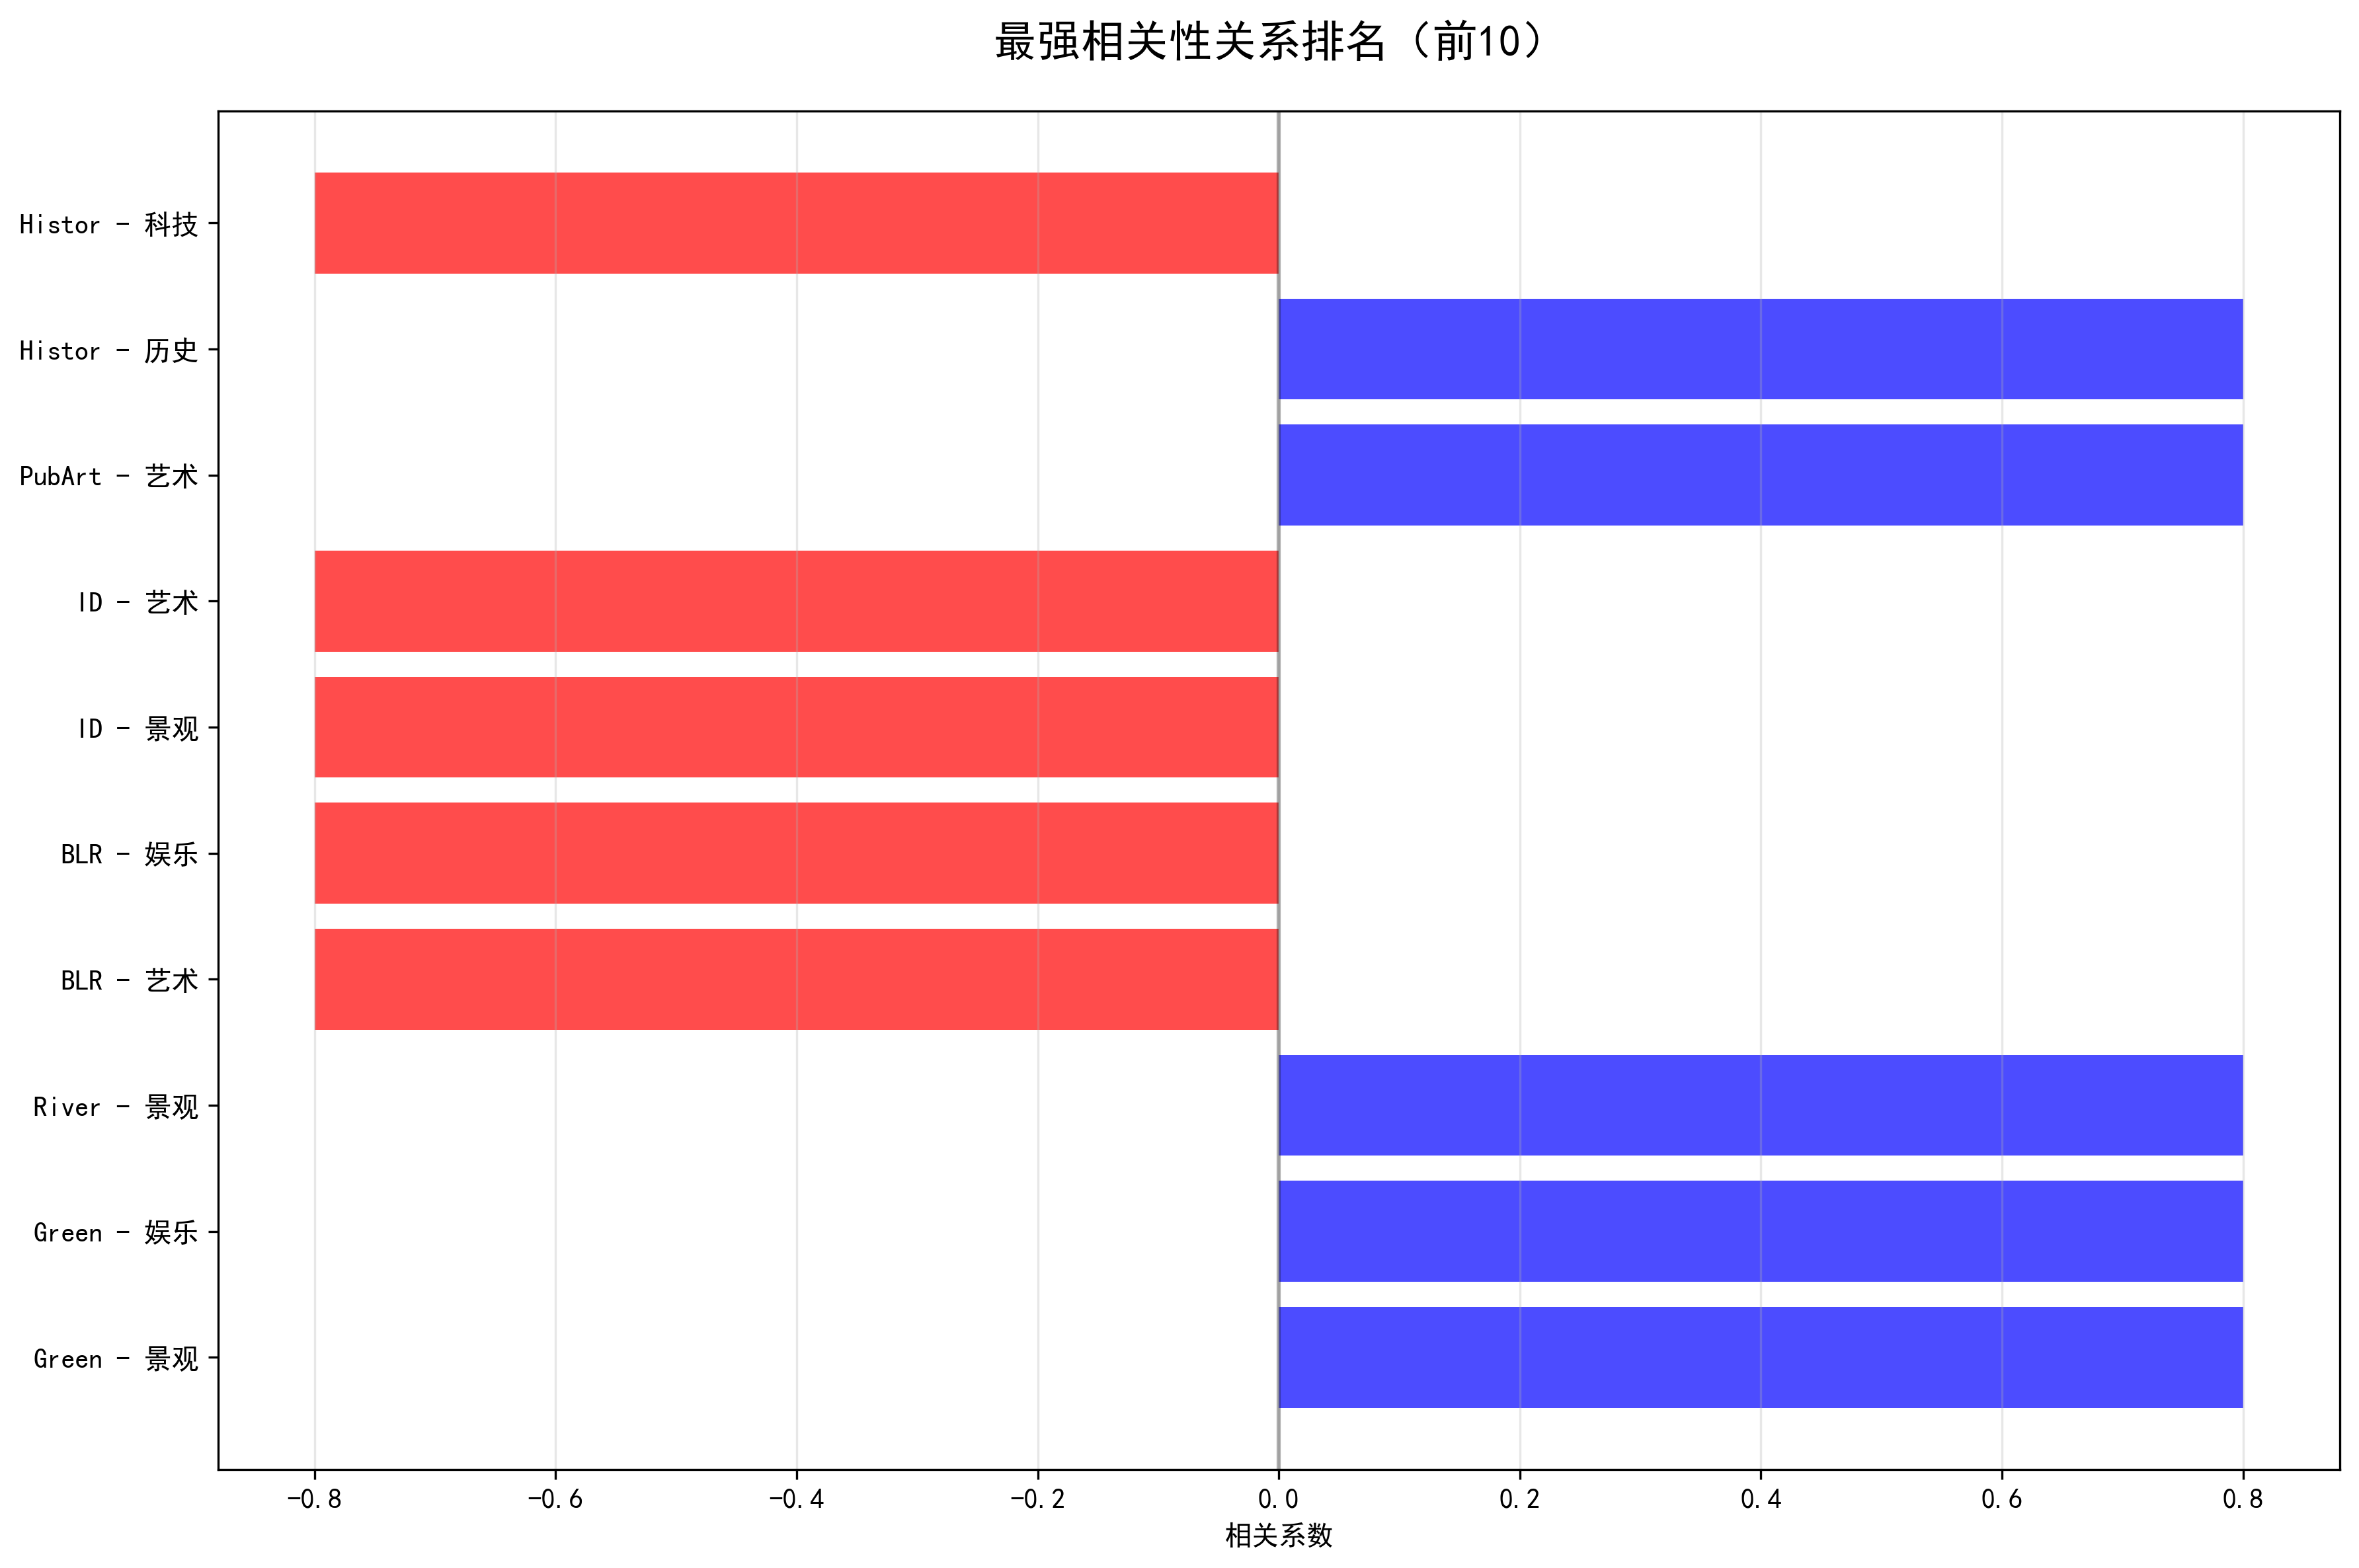 最强相关性关系排名（前10）
Histor - 科技
Histor - 历史
PubArt - 艺术
ID - 艺术
ID - 景观
BLR - 娱乐
BLR - 艺术
River - 景观
Green - 娱乐
Green - 景观
-0.8 -0.6 -0.4 -0.2 0.0 0.2 0.4 0.6 0.8
相关系数